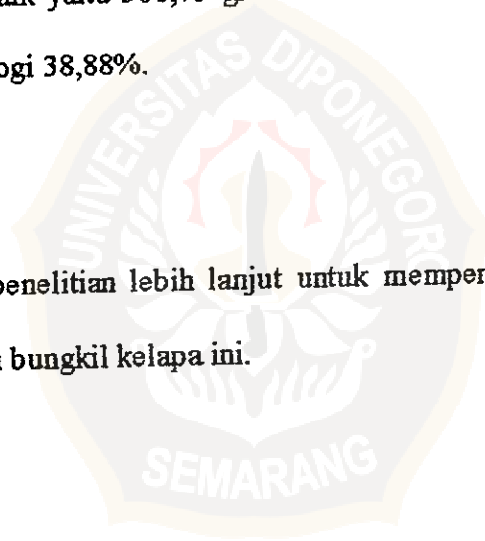 ogi 38,88%.
penelitian lebih lanjut untuk memper
bungkil kelapa ini.
UNIVERSITAS DIPONEGORO
SEMARANG